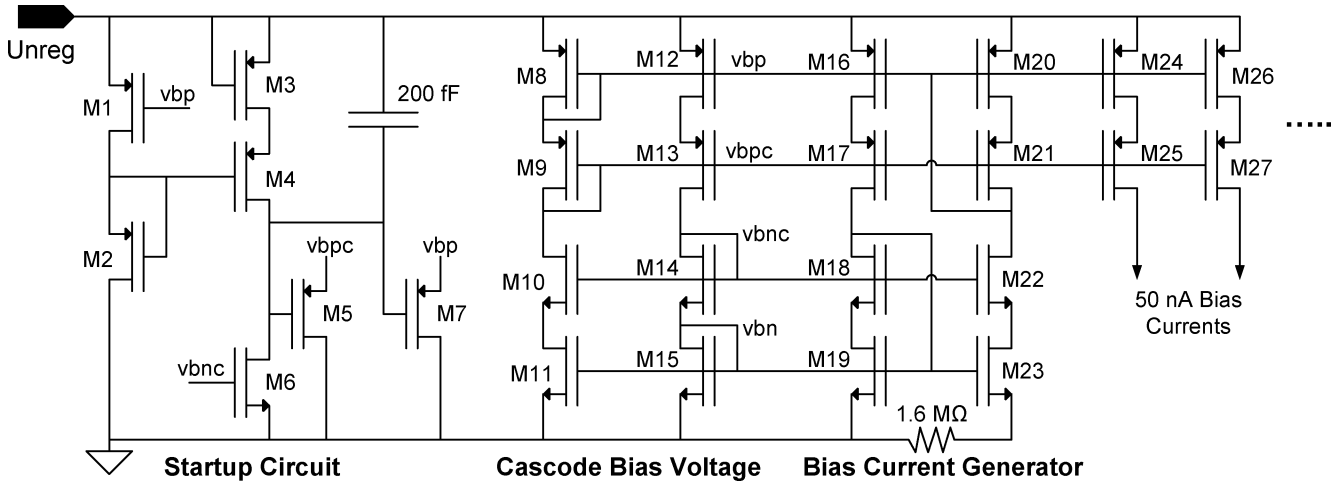 Unreg
M1
vbp
M2
M3
M4
200 fF
vbpc
M5
vbp
M7
vbnc
M6
M8
M12
vbp
M16
M20
M24
M26
M9
M13
vbpc
M17
M21
M25
M27
.....
M10
M14
vbnc
M18
M22
M11
M15
vbn
M19
M23
50 nA Bias
Currents
1.6 MΩ
Startup Circuit
Cascode Bias Voltage
Bias Current Generator